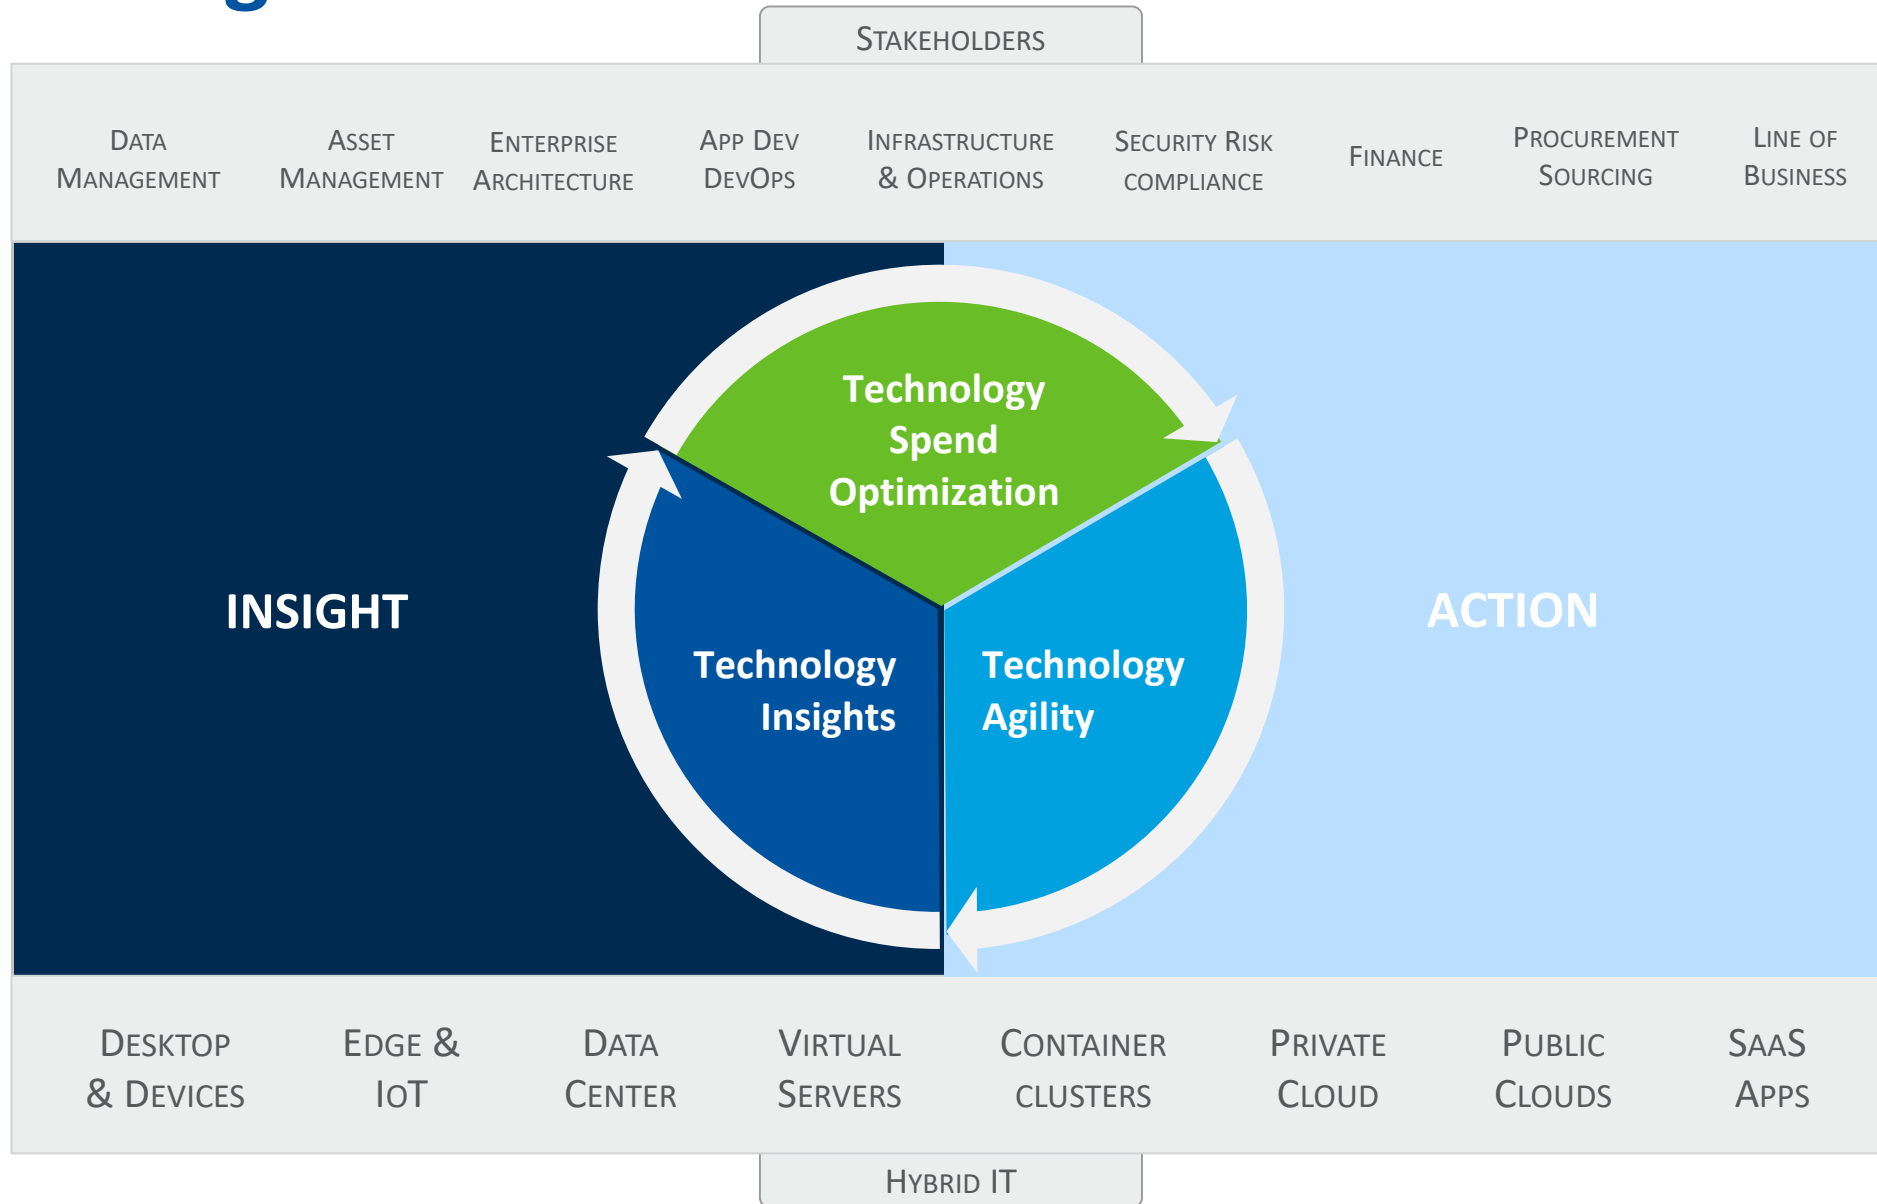 STAKEHOLDERS
DATA MANAGEMENT
ASSET MANAGEMENT
ENTERPRISE ARCHITECTURE
APP DEV DEVOPS
INFRASTRUCTURE & OPERATIONS
SECURITY RISK COMPLIANCE
FINANCE
PROCUREMENT SOURCING
LINE OF BUSINESS
Technology
Spend
Optimization
INSIGHT
ACTION
Technology
Insights
Technology
Agility
DESKTOP & DEVICES
EDGE & IOT
DATA CENTER
VIRTUAL SERVERS
CONTAINER CLUSTERS
PRIVATE CLOUD
PUBLIC CLOUDS
SAAS APPS
HYBRID IT